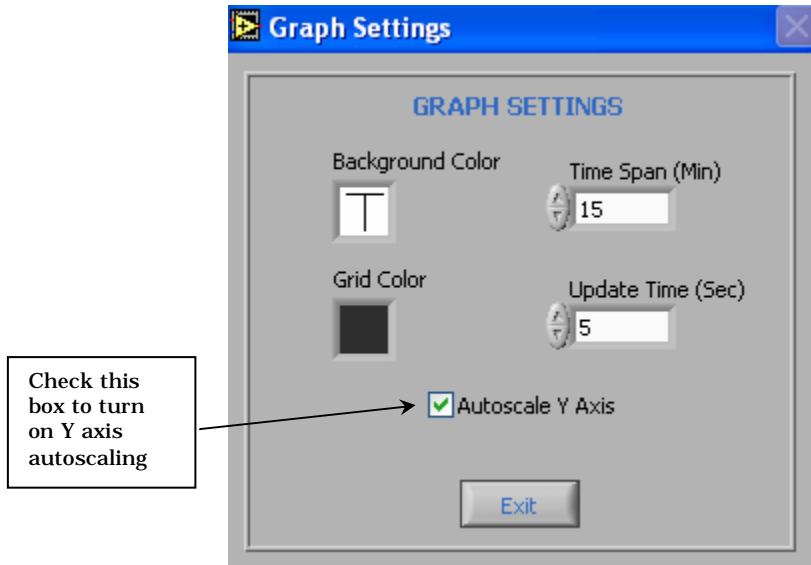 Graph Settings
GRAPH SETTINGS
Background Color
Time Span (Min)
T
15
Grid Color
Update Time (Sec)
5
Check this
box to turn
on Y axis
autoscaling
Autoscale Y Axis
Exit